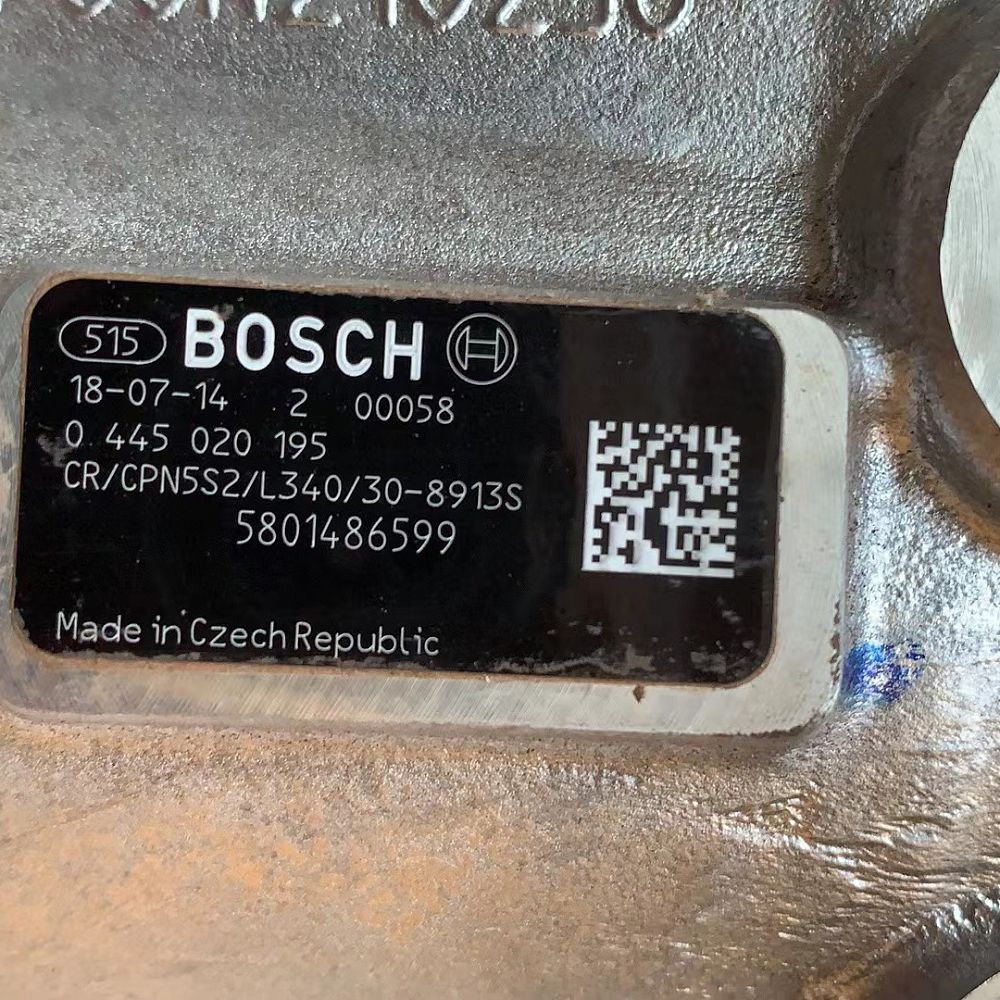 515 BOSCH
18-07-14 2 00058
0 445 020 195
CR/CPN5S2/L340/30-8913S
5801486599
Made in Czech Republic